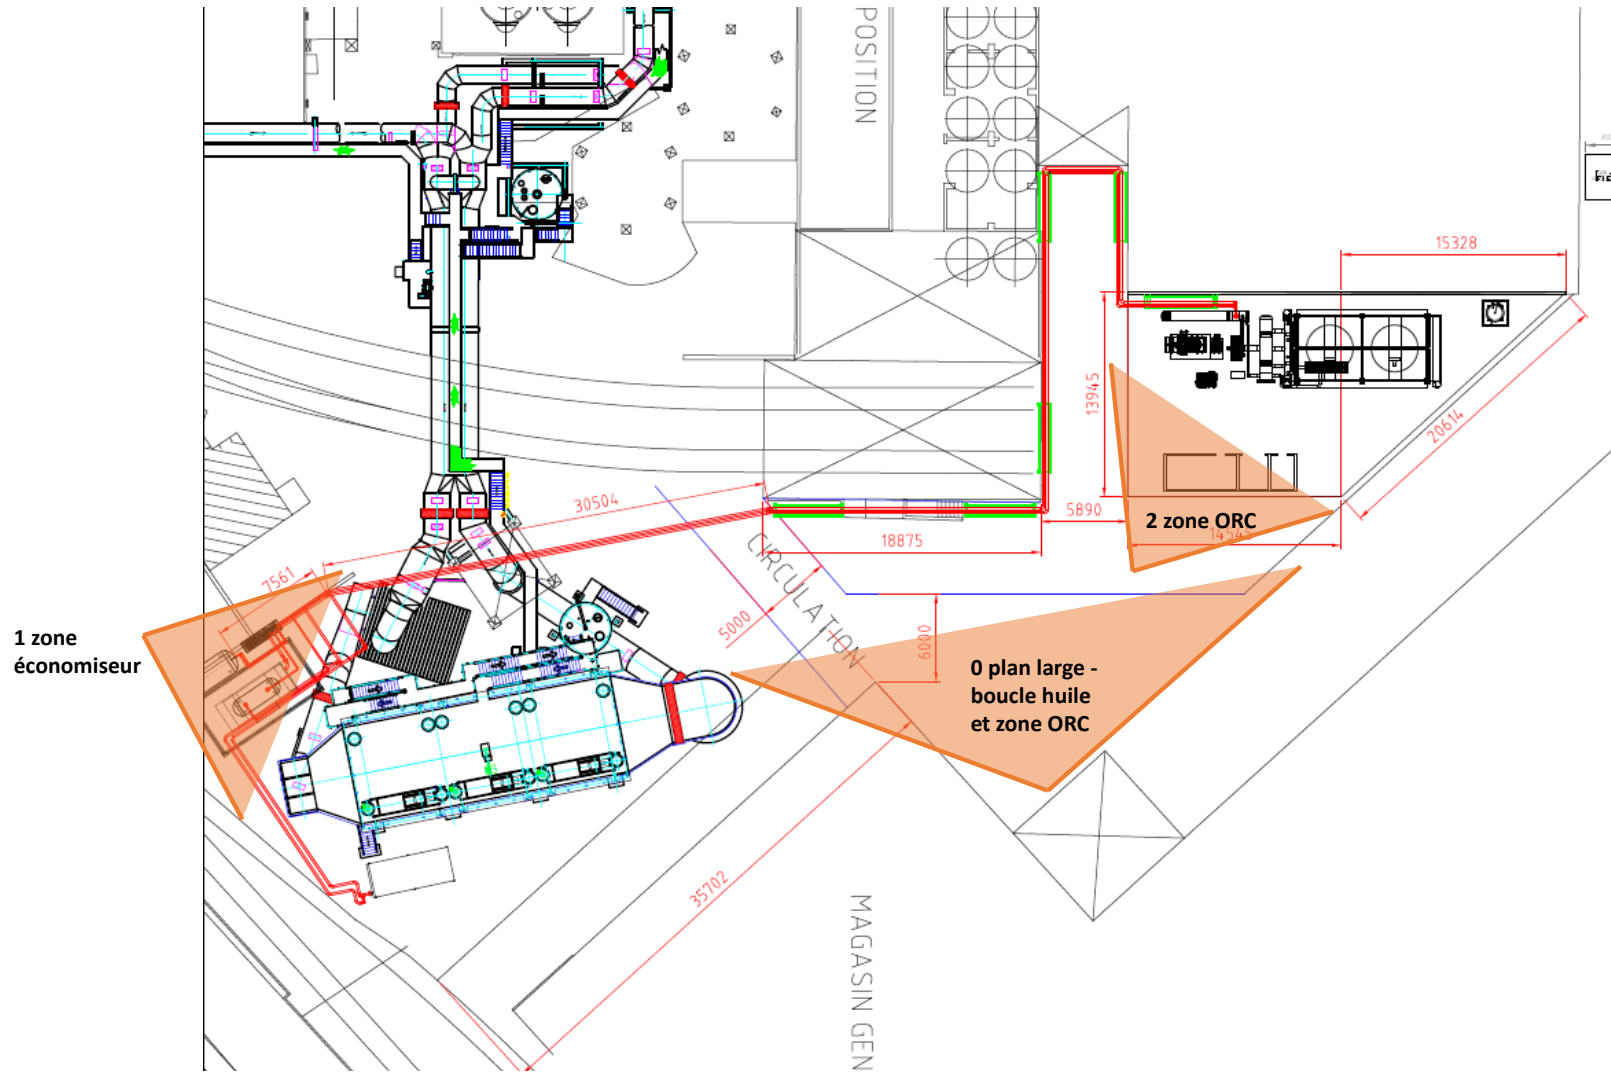 POSITION
15328
13945
20614
30504
5890
18875
2 zone ORC
7561
CIRCULATION
5000
6000
1 zone
économiseur
0 plan large -
boucle huile
et zone ORC
35702
MAGASIN GEN